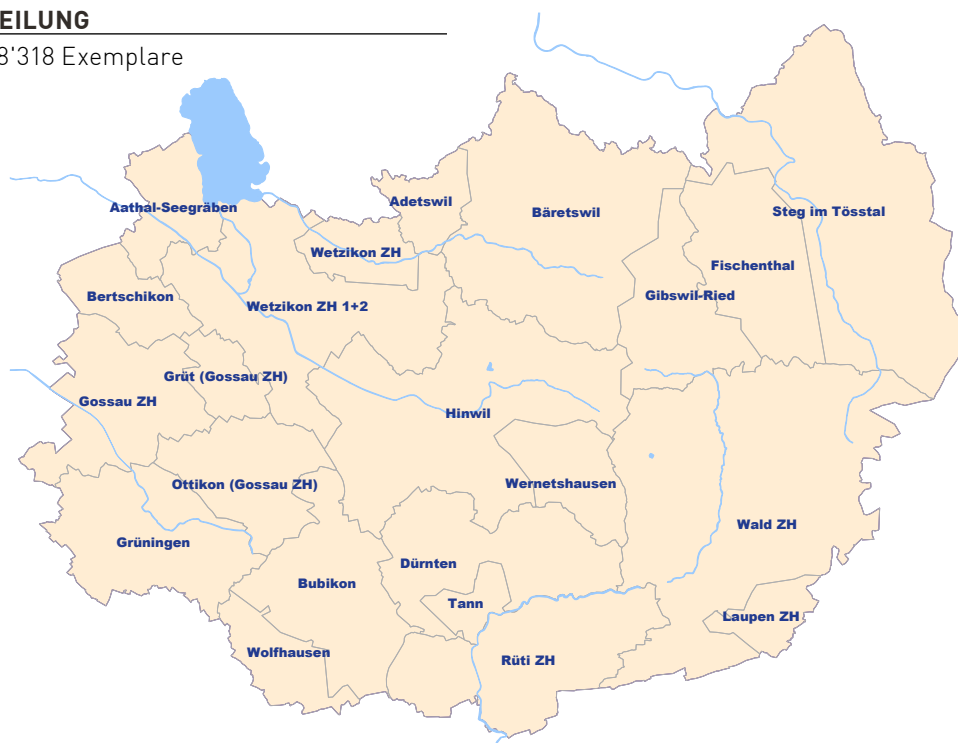 EILUNG
8'318 Exemplare
Aathal-Seegräben
Adetswil
Bäretswil
Steg im Tösstal
Wetzikon ZH
Fischenthal
Bertschikon
Wetzikon ZH 1+2
Gibswil-Ried
Grüt (Gossau ZH)
Gossau ZH
Hinwil
Ottikon (Gossau ZH)
Wernetshausen
Wald ZH
Grüningen
Dürnten
Bubikon
Tann
Laupen ZH
Wolfhausen
Rüti ZH